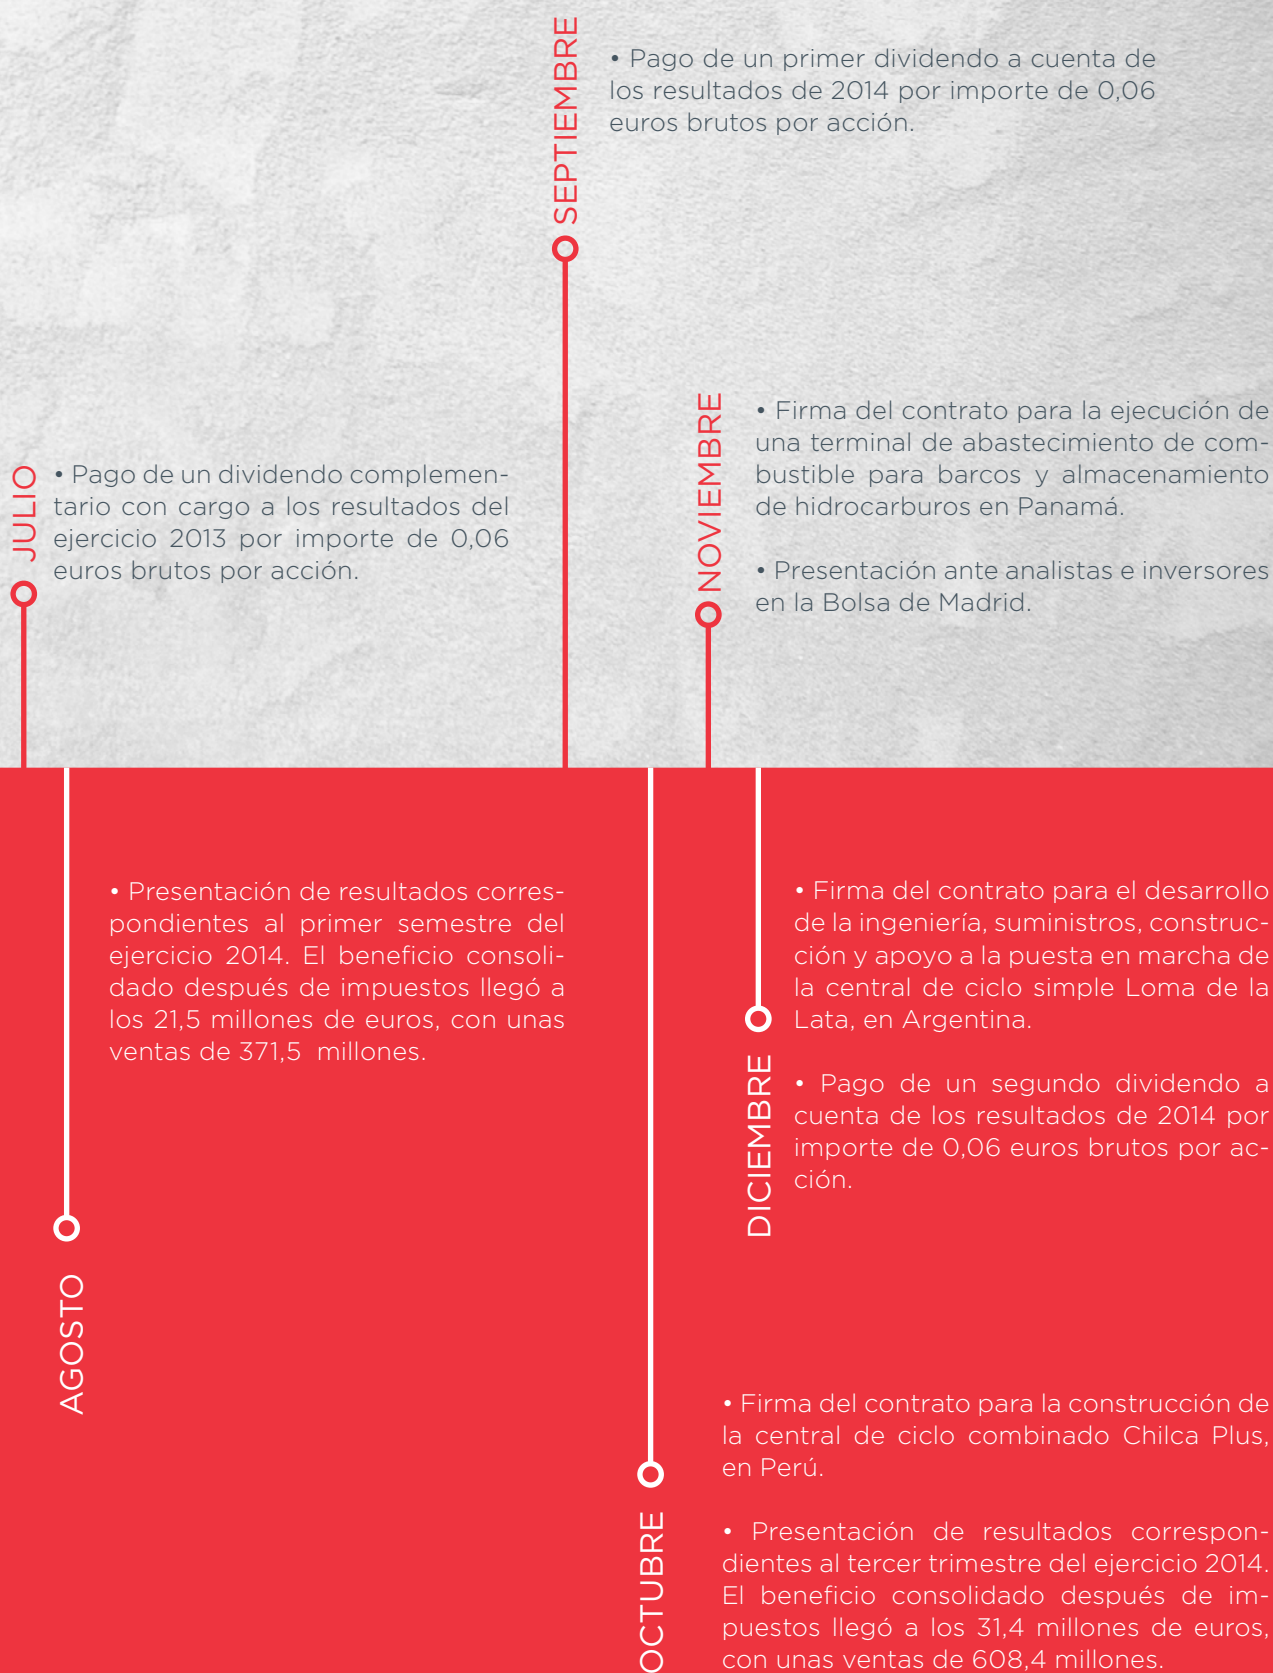 SEPTIEMBRE
• Pago de un primer dividendo a cuenta de
los resultados de 2014 por importe de 0,06
euros brutos por acción.
JULIO
• Pago de un dividendo complemen-
tario con cargo a los resultados del
ejercicio 2013 por importe de 0,06
euros brutos por acción.
NOVIEMBRE
• Firma del contrato para la ejecución de
una terminal de abastecimiento de com-
bustible para barcos y almacenamiento
de hidrocarburos en Panamá.
• Presentación ante analistas e inversores
en la Bolsa de Madrid.
AGOSTO
• Presentación de resultados corres-
pondientes al primer semestre del
ejercicio 2014. El beneficio consoli-
dado después de impuestos llegó a
los 21,5 millones de euros, con unas
ventas de 371,5  millones.
DICIEMBRE
• Firma del contrato para el desarrollo
de la ingeniería, suministros, construc-
ción y apoyo a la puesta en marcha de
la central de ciclo simple Loma de la
Lata, en Argentina.
• Pago de un segundo dividendo a
cuenta de los resultados de 2014 por
importe de 0,06 euros brutos por ac-
ción.
OCTUBRE
• Firma del contrato para la construcción de
la central de ciclo combinado Chilca Plus,
en Perú.
• Presentación de resultados correspon-
dientes al tercer trimestre del ejercicio 2014.
El beneficio consolidado después de im-
puestos llegó a los 31,4 millones de euros,
con unas ventas de 608,4 millones.